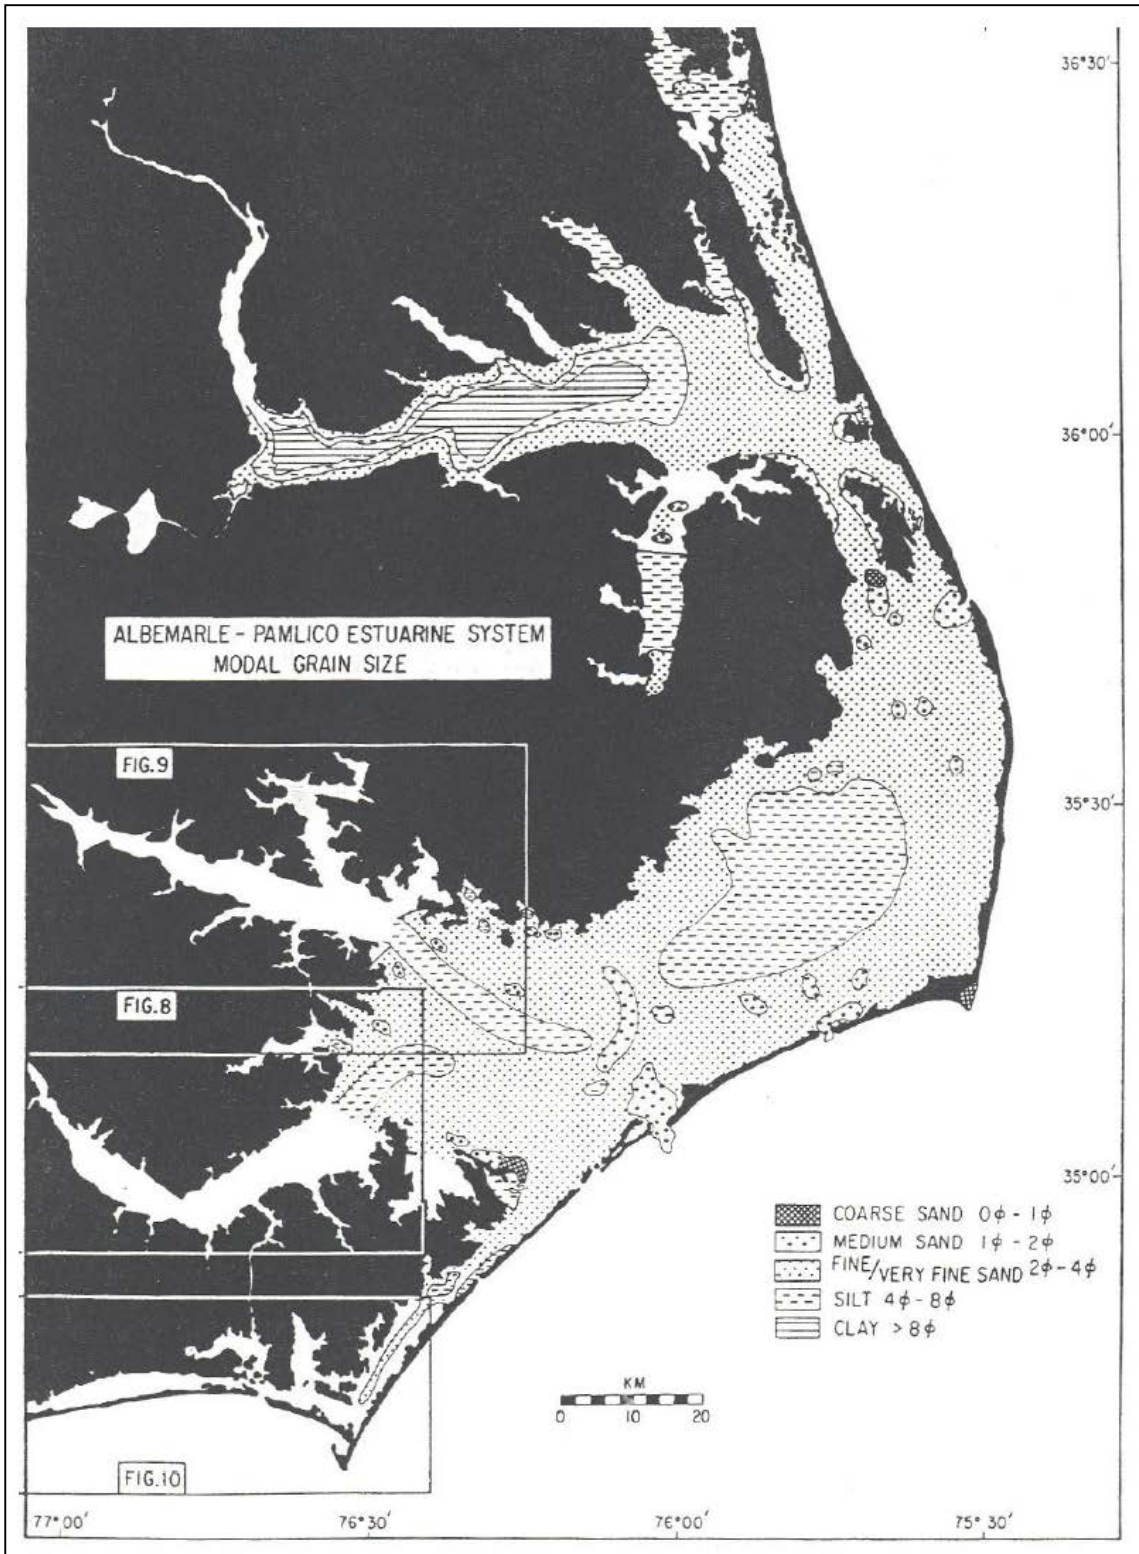 36°30'
36°00'
ALBEMARLE - PAMLICO ESTUARINE SYSTEM
MODAL GRAIN SIZE
FIG.9
35°30'
FIG.8
35°00'
COARSE SAND 0ϕ - 1ϕ
MEDIUM SAND 1ϕ - 2ϕ
FINE/VERY FINE SAND 2ϕ-4ϕ
SILT 4ϕ-8ϕ
CLAY >8ϕ
KM
0 10 20
FIG.10
77°00' 76°30' 76°00' 75°30'